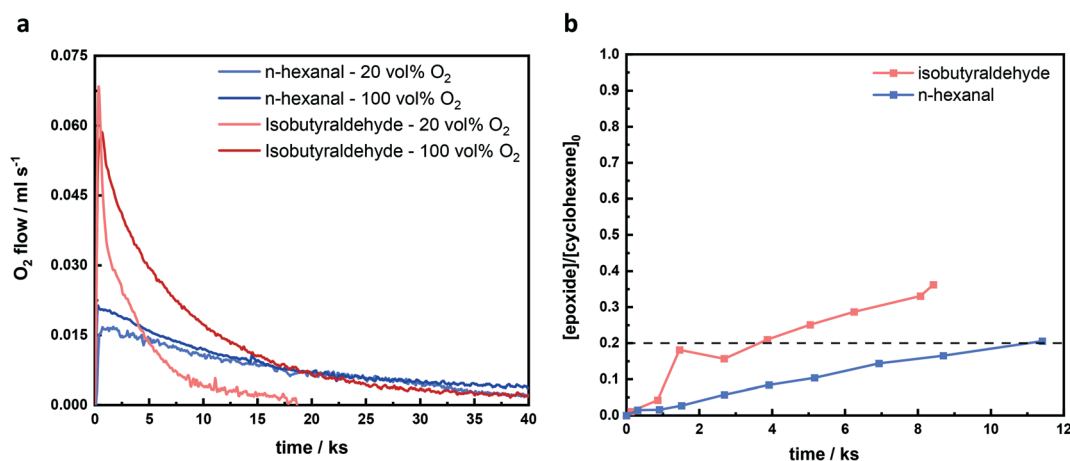 a
0.075
0.060
0.045
0.030
0.015
0.000
O₂ flow / ml s⁻¹
n-hexanal - 20 vol% O₂
n-hexanal - 100 vol% O₂
Isobutyraldehyde - 20 vol% O₂
Isobutyraldehyde - 100 vol% O₂
0 5 10 15 20 25 30 35 40
time / ks
b
1.0
0.9
0.8
0.7
0.6
0.5
0.4
0.3
0.2
0.1
0.0
[epoxide]/[cyclohexene]₀
isobutyraldehyde
n-hexanal
0 2 4 6 8 10 12
time / ks